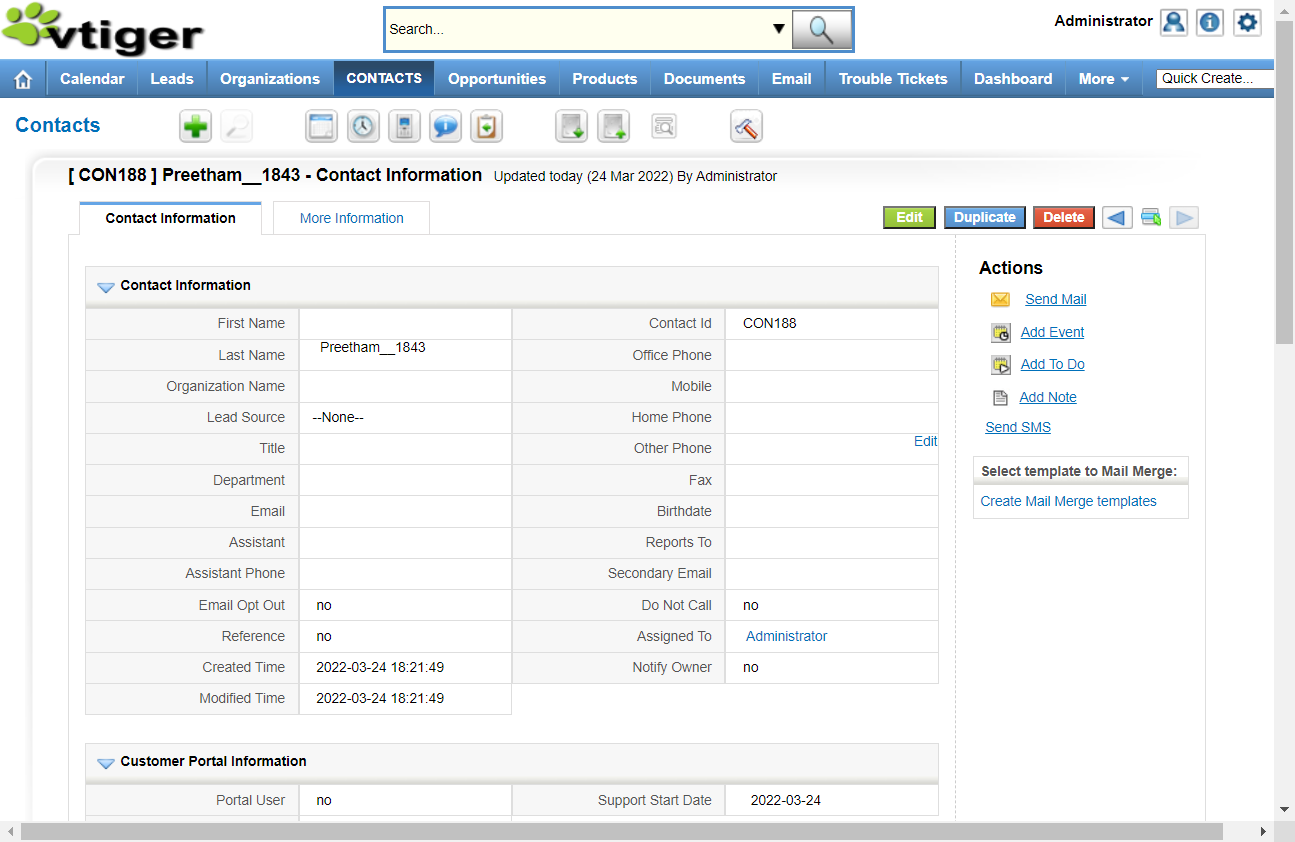 vtiger
Search...
Administrator
Calendar Leads Organizations CONTACTS Opportunities Products Documents Email Trouble Tickets Dashboard More Quick Create...
Contacts
[ CON188 ] Preetham__1843 - Contact Information Updated today (24 Mar 2022) By Administrator
Contact Information More Information Edit Duplicate Delete
Contact Information
First Name Contact Id CON188
Last Name Preetham__1843 Office Phone
Organization Name Mobile
Lead Source --None-- Home Phone
Title Other Phone Edit
Department Fax
Email Birthdate
Assistant Reports To
Assistant Phone Secondary Email
Email Opt Out no Do Not Call no
Reference no Assigned To Administrator
Created Time 2022-03-24 18:21:49 Notify Owner no
Modified Time 2022-03-24 18:21:49
Customer Portal Information
Portal User no Support Start Date 2022-03-24
Actions
Send Mail
Add Event
Add To Do
Add Note
Send SMS
Select template to Mail Merge:
Create Mail Merge templates